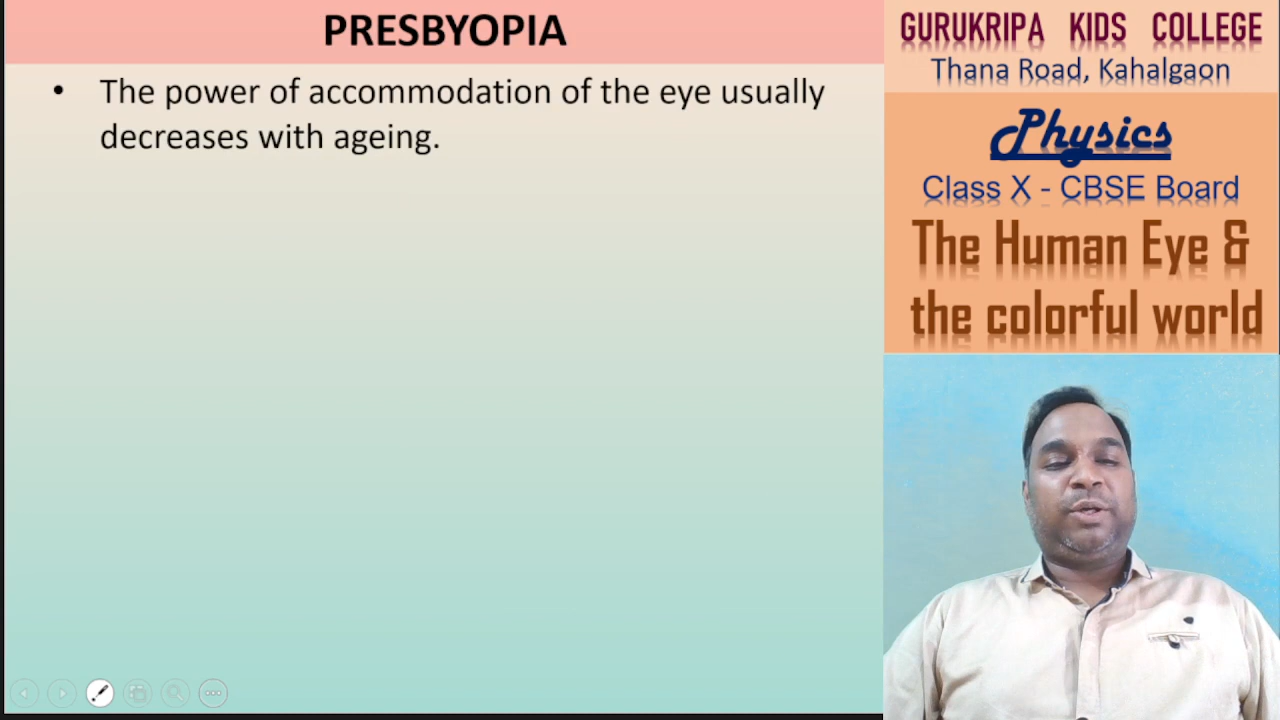 PRESBYOPIA
• The power of accommodation of the eye usually
decreases with ageing.
GURUKRIPA KIDS COLLEGE
Thana Road, Kahalgaon
Physics
Class X - CBSE Board
The Human Eye &
the colorful world